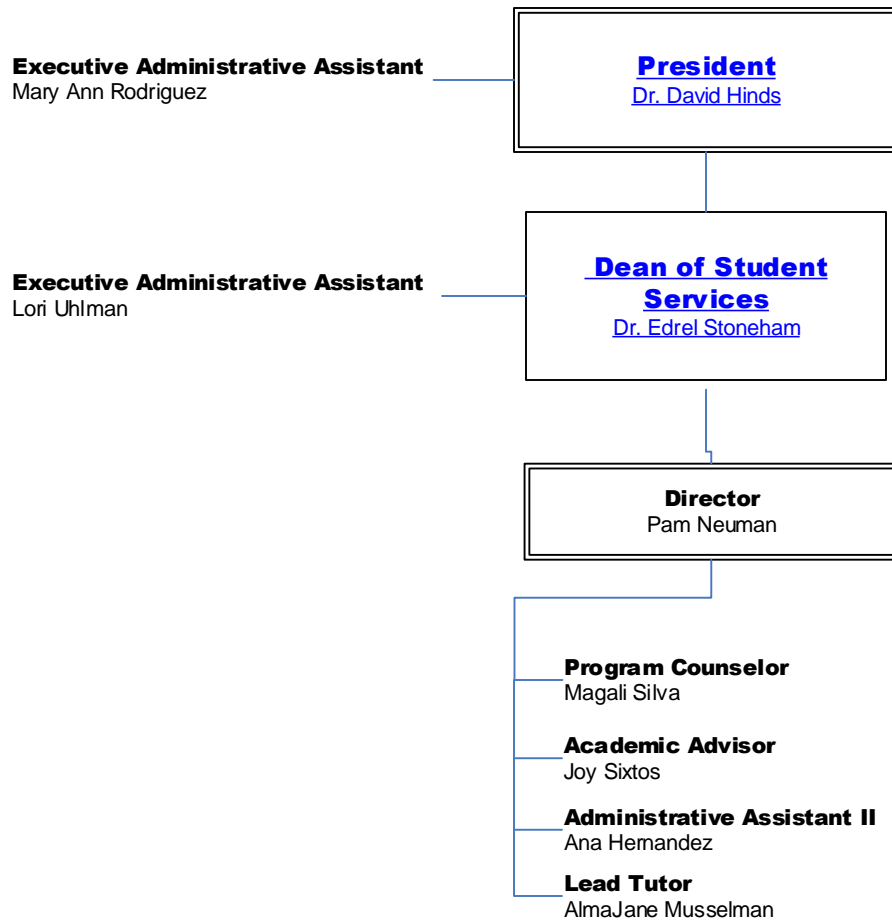 Executive Administrative Assistant
Mary Ann Rodriguez
President
Dr. David Hinds
Executive Administrative Assistant
Lori Uhlman
Dean of Student
Services
Dr. Edrel Stoneham
Director
Pam Neuman
Program Counselor
Magali Silva
Academic Advisor
Joy Sixtos
Administrative Assistant II
Ana Hernandez
Lead Tutor
AlmaJane Musselman